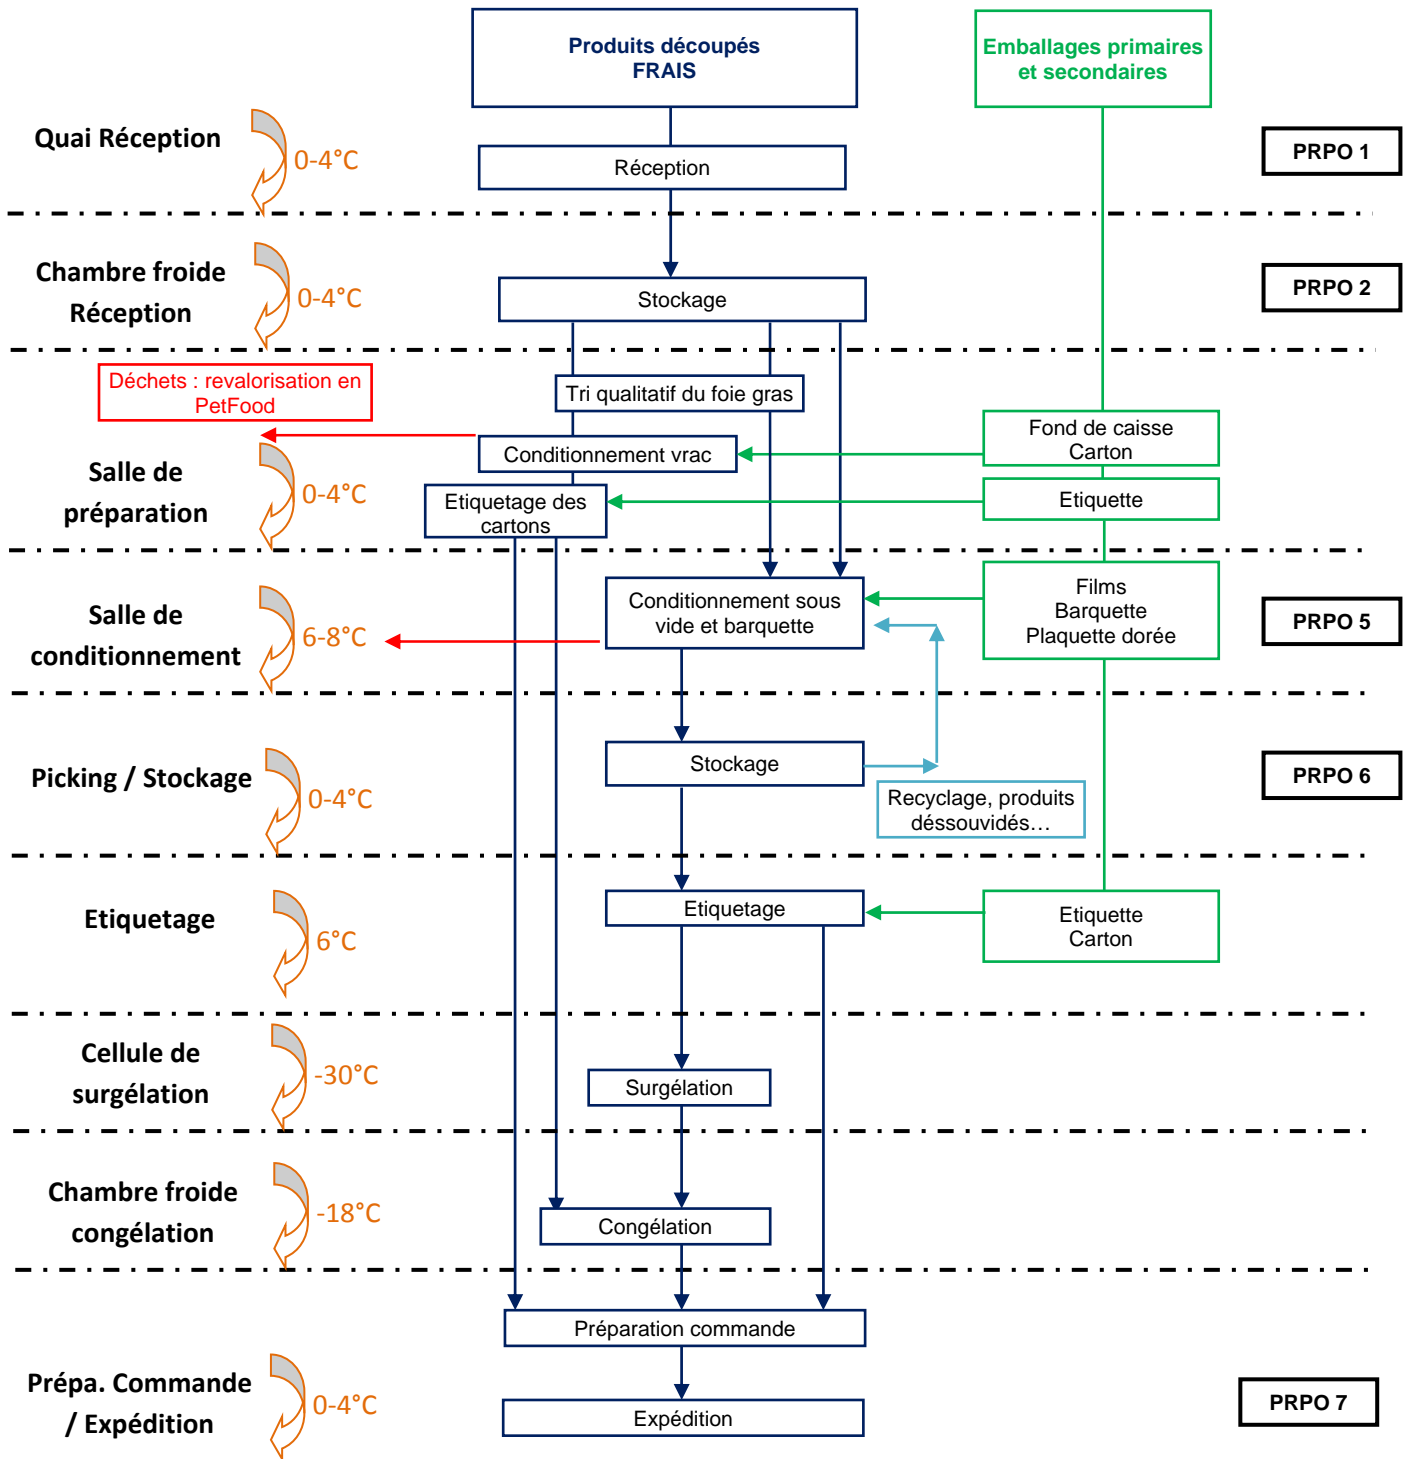 Produits découpés
FRAIS
Emballages primaires
et secondaires
Quai Réception
0-4°C
Réception
PRPO 1
Chambre froide
Réception
0-4°C
Stockage
PRPO 2
Déchets : revalorisation en
PetFood
Tri qualitatif du foie gras
Conditionnement vrac
Fond de caisse
Carton
Salle de
préparation
0-4°C
Etiquetage des
cartons
Etiquette
Salle de
conditionnement
6-8°C
Conditionnement sous
vide et barquette
Films
Barquette
Plaquette dorée
PRPO 5
Picking / Stockage
0-4°C
Stockage
Recyclage, produits
déssouvidés…
PRPO 6
Etiquetage
6°C
Etiquetage
Etiquette
Carton
Cellule de
surgélation
-30°C
Surgélation
Chambre froide
congélation
-18°C
Congélation
Préparation commande
Prépa. Commande
/ Expédition
0-4°C
Expédition
PRPO 7